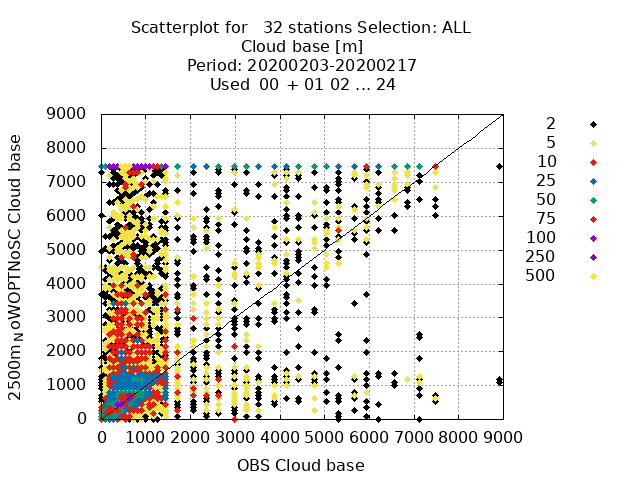 Scatterplot for   32 stations Selection: ALL
Cloud base [m]
Period: 20200203-20200217
Used  00 + 01 02 ... 24
9000
8000
7000
6000
5000
4000
3000
2000
1000
0
2500m_NoWOPTNoSC Cloud base
0 1000 2000 3000 4000 5000 6000 7000 8000 9000
OBS Cloud base
2
5
10
25
50
75
100
250
500